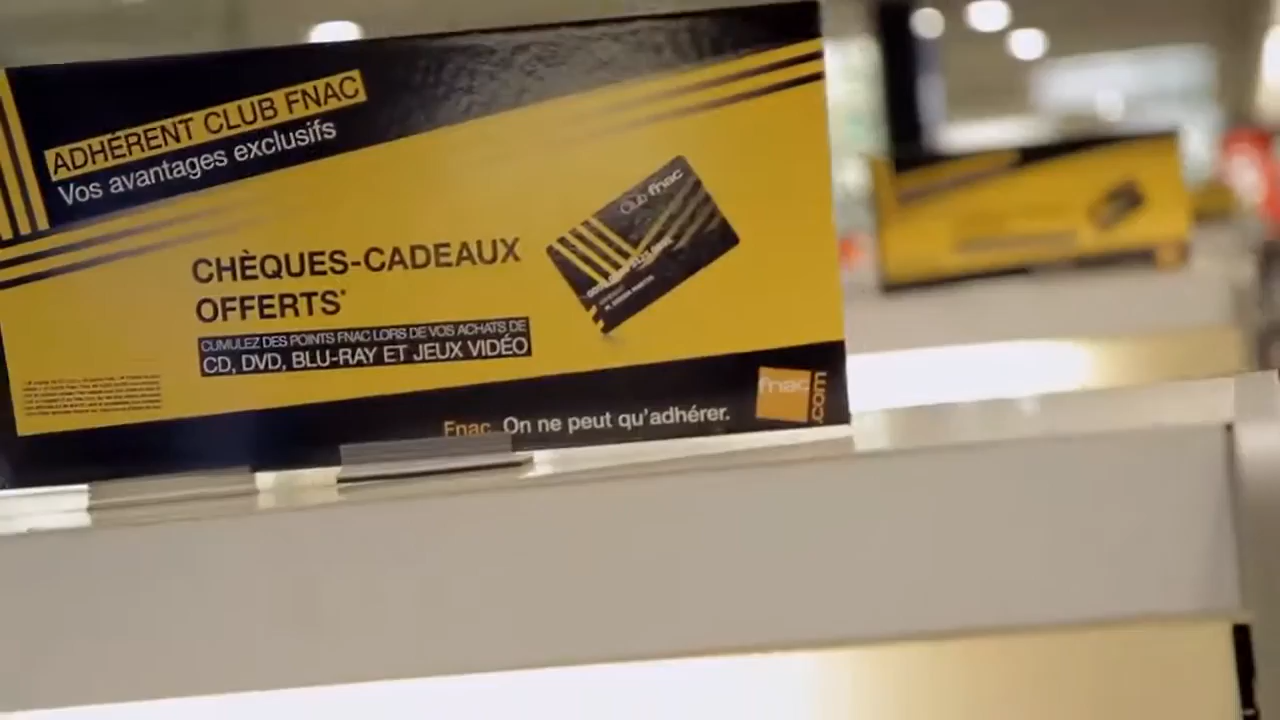 ADHÉRENT CLUB FNAC
Vos avantages exclusifs
Club fnac
CHÈQUES-CADEAUX
OFFERTS*
CUMULEZ DES POINTS FNAC LORS DE VOS ACHATS DE
CD, DVD, BLU-RAY ET JEUX VIDÉO
Fnac. On ne peut qu'adhérer.
fnac.com